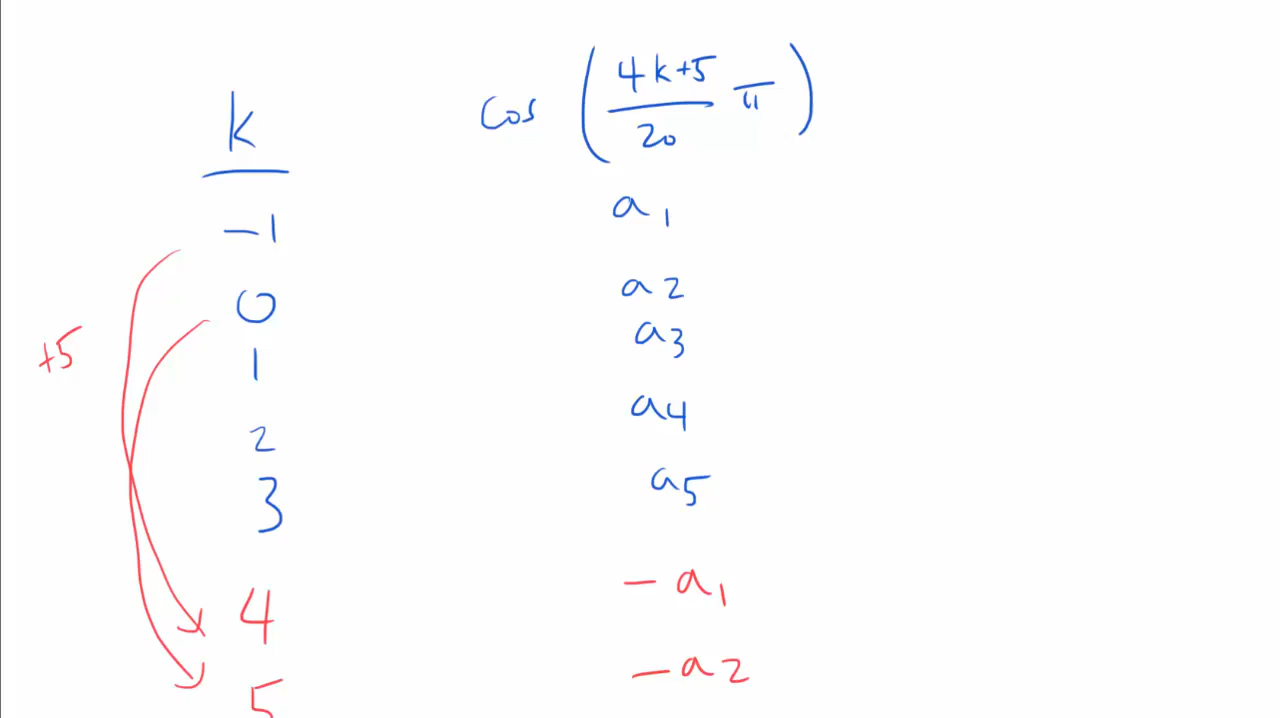 k cos ( (4k+5)/20 π )
-1 a1
0 a2
1 a3
+5
2 a4
3 a5
4 - a1
5 - a2